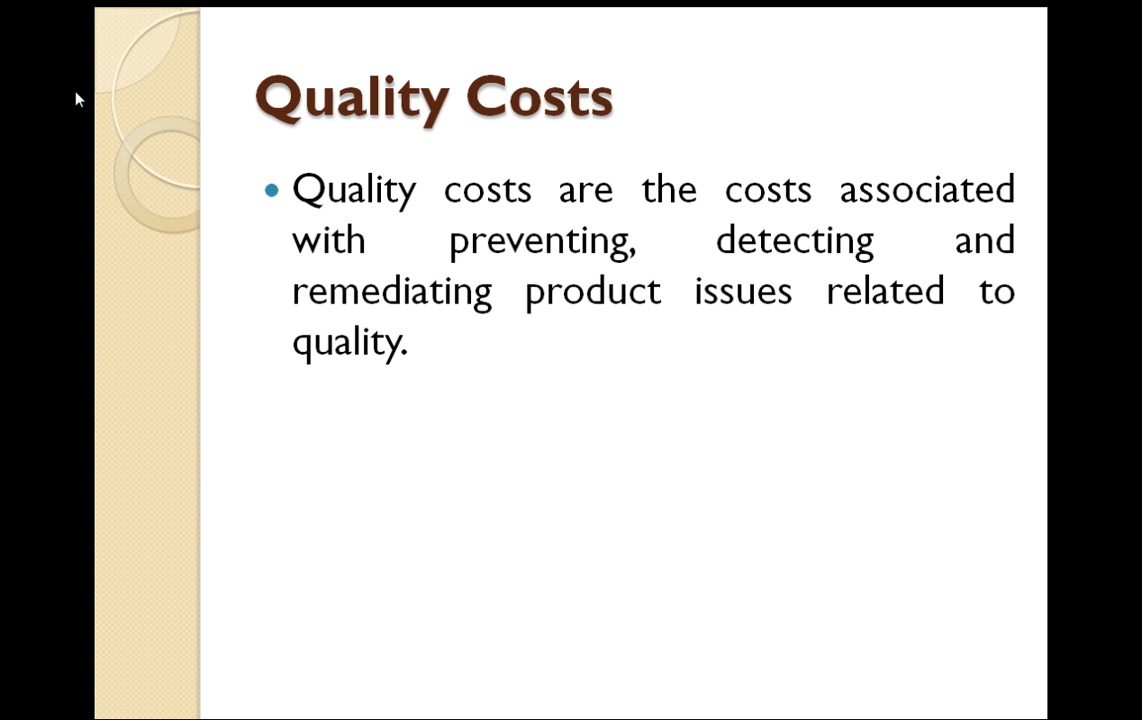 Quality Costs
• Quality costs are the costs associated
with preventing, detecting and
remediating product issues related to
quality.